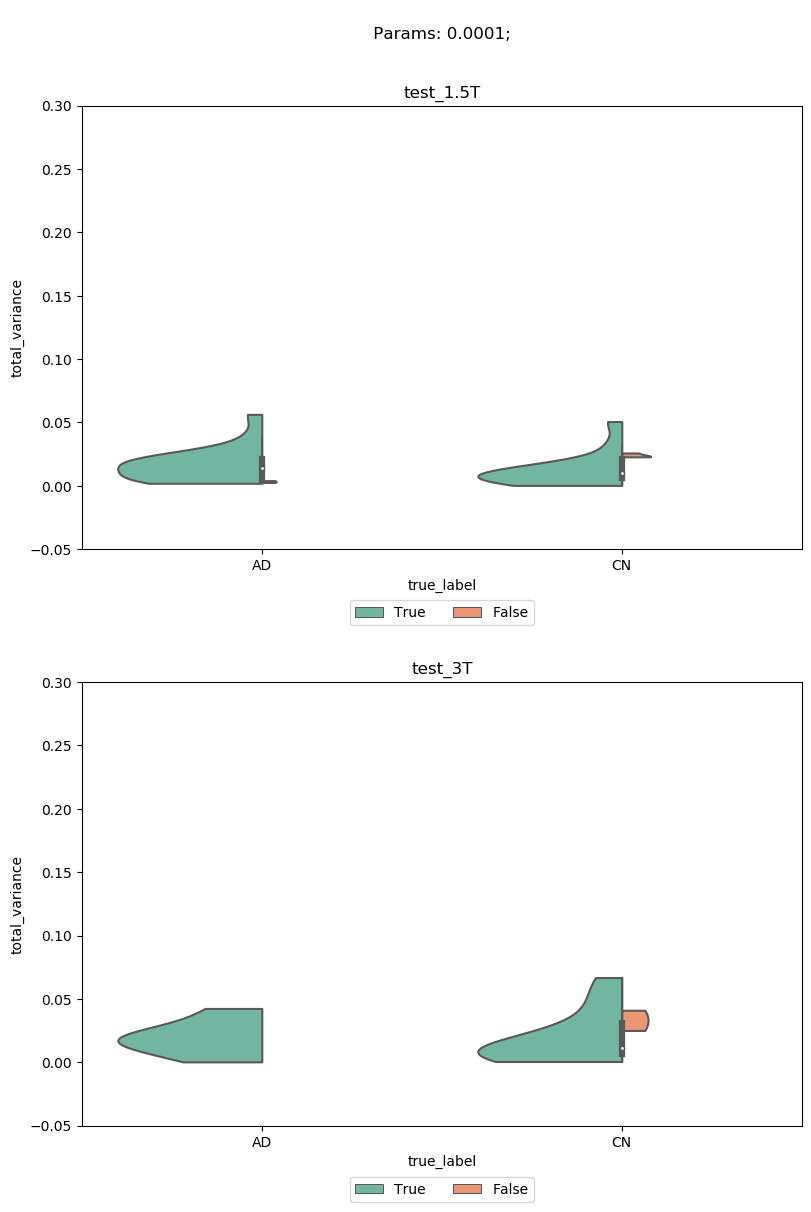 Params: 0.0001;
test_1.5T
0.30
0.25
0.20
0.15
0.10
0.05
0.00
−0.05
total_variance
AD CN
true_label
True False
test_3T
0.30
0.25
0.20
0.15
0.10
0.05
0.00
−0.05
total_variance
AD CN
true_label
True False